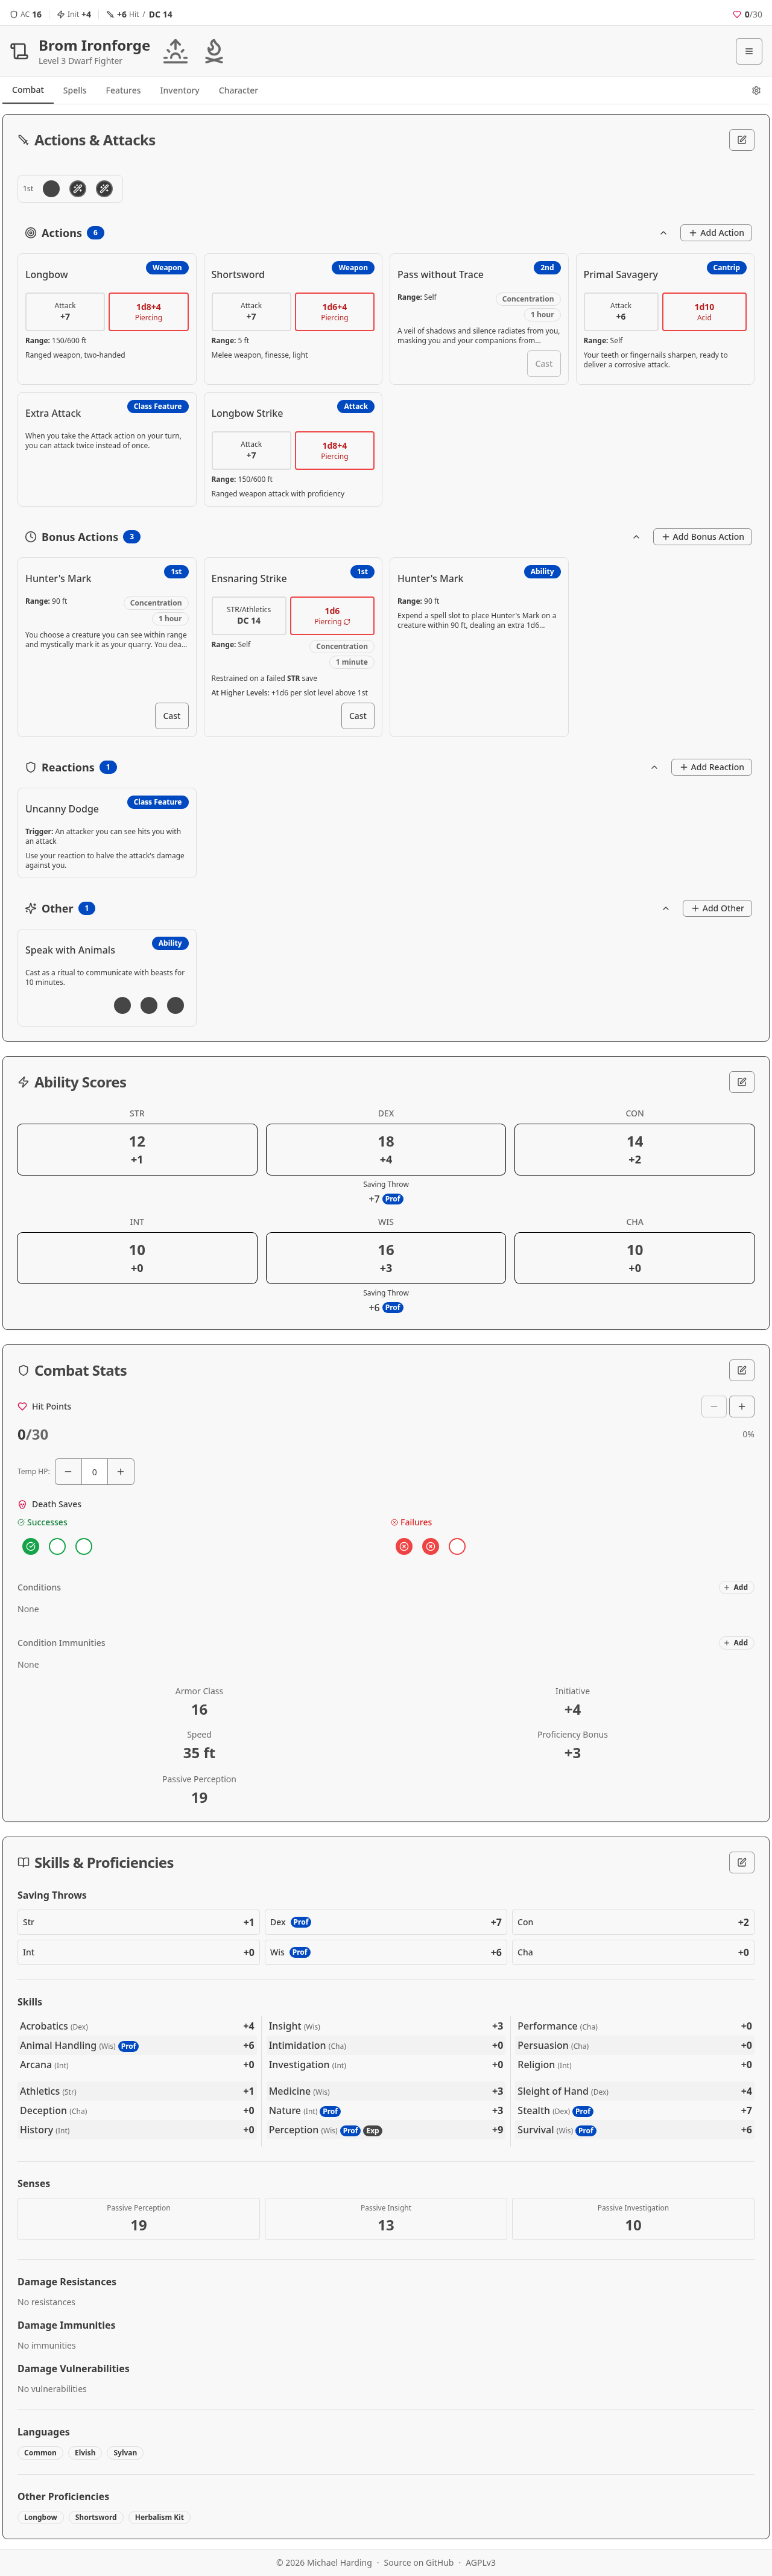 AC 16 Init +4 +6 Hit / DC 14 0/30
Brom Ironforge
Level 3 Dwarf Fighter
Combat Spells Features Inventory Character
Actions & Attacks
1st
Actions 6 Add Action
Longbow Weapon
Attack
+7
1d8+4
Piercing
Range: 150/600 ft
Ranged weapon, two-handed
Shortsword Weapon
Attack
+7
1d6+4
Piercing
Range: 5 ft
Melee weapon, finesse, light
Pass without Trace 2nd
Range: Self Concentration
1 hour
A veil of shadows and silence radiates from you,
masking you and your companions from...
Cast
Primal Savagery Cantrip
Attack
+6
1d10
Acid
Range: Self
Your teeth or fingernails sharpen, ready to
deliver a corrosive attack.
Extra Attack Class Feature
When you take the Attack action on your turn,
you can attack twice instead of once.
Longbow Strike Attack
Attack
+7
1d8+4
Piercing
Range: 150/600 ft
Ranged weapon attack with proficiency
Bonus Actions 3 Add Bonus Action
Hunter's Mark 1st
Range: 90 ft Concentration
1 hour
You choose a creature you can see within range
and mystically mark it as your quarry. You dea...
Cast
Ensnaring Strike 1st
STR/Athletics
DC 14
1d6
Piercing
Range: Self Concentration
1 minute
Restrained on a failed STR save
At Higher Levels: +1d6 per slot level above 1st
Cast
Hunter's Mark Ability
Range: 90 ft
Expend a spell slot to place Hunter's Mark on a
creature within 90 ft, dealing an extra 1d6...
Reactions 1 Add Reaction
Uncanny Dodge Class Feature
Trigger: An attacker you can see hits you with
an attack
Use your reaction to halve the attack's damage
against you.
Other 1 Add Other
Speak with Animals Ability
Cast as a ritual to communicate with beasts for
10 minutes.
Ability Scores
STR DEX CON
12 18 14
+1 +4 +2
Saving Throw
+7 Prof
INT WIS CHA
10 16 10
+0 +3 +0
Saving Throw
+6 Prof
Combat Stats
Hit Points
0/30 0%
Temp HP: 0
Death Saves
Successes Failures
Conditions Add
None
Condition Immunities Add
None
Armor Class Initiative
16 +4
Speed Proficiency Bonus
35 ft +3
Passive Perception
19
Skills & Proficiencies
Saving Throws
Str +1 Dex Prof +7 Con +2
Int +0 Wis Prof +6 Cha +0
Skills
Acrobatics (Dex) +4 Insight (Wis) +3 Performance (Cha) +0
Animal Handling (Wis) Prof +6 Intimidation (Cha) +0 Persuasion (Cha) +0
Arcana (Int) +0 Investigation (Int) +0 Religion (Int) +0
Athletics (Str) +1 Medicine (Wis) +3 Sleight of Hand (Dex) +4
Deception (Cha) +0 Nature (Int) Prof +3 Stealth (Dex) Prof +7
History (Int) +0 Perception (Wis) Prof Exp +9 Survival (Wis) Prof +6
Senses
Passive Perception Passive Insight Passive Investigation
19 13 10
Damage Resistances
No resistances
Damage Immunities
No immunities
Damage Vulnerabilities
No vulnerabilities
Languages
Common Elvish Sylvan
Other Proficiencies
Longbow Shortsword Herbalism Kit
© 2026 Michael Harding · Source on GitHub · AGPLv3